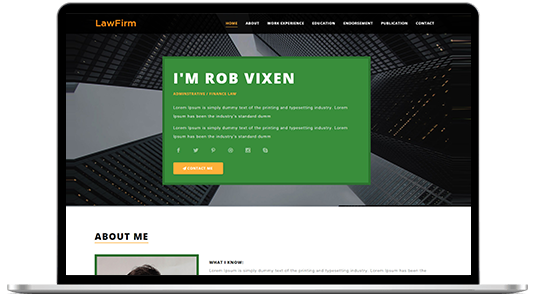 LawFirm
HOME ABOUT WORK EXPERIENCE EDUCATION ENDORSEMENT PUBLICATION CONTACT
I'M ROB VIXEN
ADMINISTRATIVE / FINANCE LAW
Lorem Ipsum is simply dummy text of the printing and typesetting industry. Lorem
Ipsum has been the industry's standard dumm
Lorem Ipsum is simply dummy text of the printing and typesetting industry. Lorem
Ipsum has been the industry's standard dumm
CONTACT ME
ABOUT ME
WHAT I KNOW:
Lorem Ipsum is simply dummy text of the printing and typesetting industry. Lorem Ipsum has been the